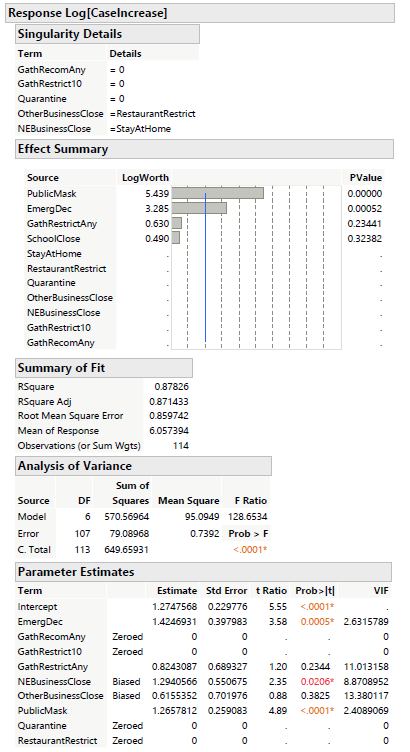 Response Log[CaseIncrease]
Singularity Details
Term Details
GathRecomAny = 0
GathRestrict10 = 0
Quarantine = 0
OtherBusinessClose =RestaurantRestrict
NEBusinessClose =StayAtHome
Effect Summary
Source LogWorth PValue
PublicMask 5.439 0.00000
EmergDec 3.285 0.00052
GathRestrictAny 0.630 0.23441
SchoolClose 0.490 0.32382
StayAtHome . .
RestaurantRestrict . .
Quarantine . .
OtherBusinessClose . .
NEBusinessClose . .
GathRestrict10 . .
GathRecomAny . .
Summary of Fit
RSquare 0.87826
RSquare Adj 0.871433
Root Mean Square Error 0.859742
Mean of Response 6.057394
Observations (or Sum Wgts) 114
Analysis of Variance
Sum of
Source DF Squares Mean Square F Ratio
Model 6 570.56964 95.0949 128.6534
Error 107 79.08968 0.7392 Prob > F
C. Total 113 649.65931 <.0001*
Parameter Estimates
Term Estimate Std Error t Ratio Prob>|t| VIF
Intercept 1.2747568 0.229776 5.55 <.0001* .
EmergDec 1.4246931 0.397983 3.58 0.0005* 2.6315789
GathRecomAny Zeroed 0 0 . . 0
GathRestrict10 Zeroed 0 0 . . 0
GathRestrictAny 0.8243087 0.689327 1.20 0.2344 11.013158
NEBusinessClose Biased 1.2940566 0.550675 2.35 0.0206* 8.8708952
OtherBusinessClose Biased 0.6155352 0.701976 0.88 0.3825 13.380117
PublicMask 1.2657812 0.259083 4.89 <.0001* 2.4089069
Quarantine Zeroed 0 0 . . 0
RestaurantRestrict Zeroed 0 0 . . 0